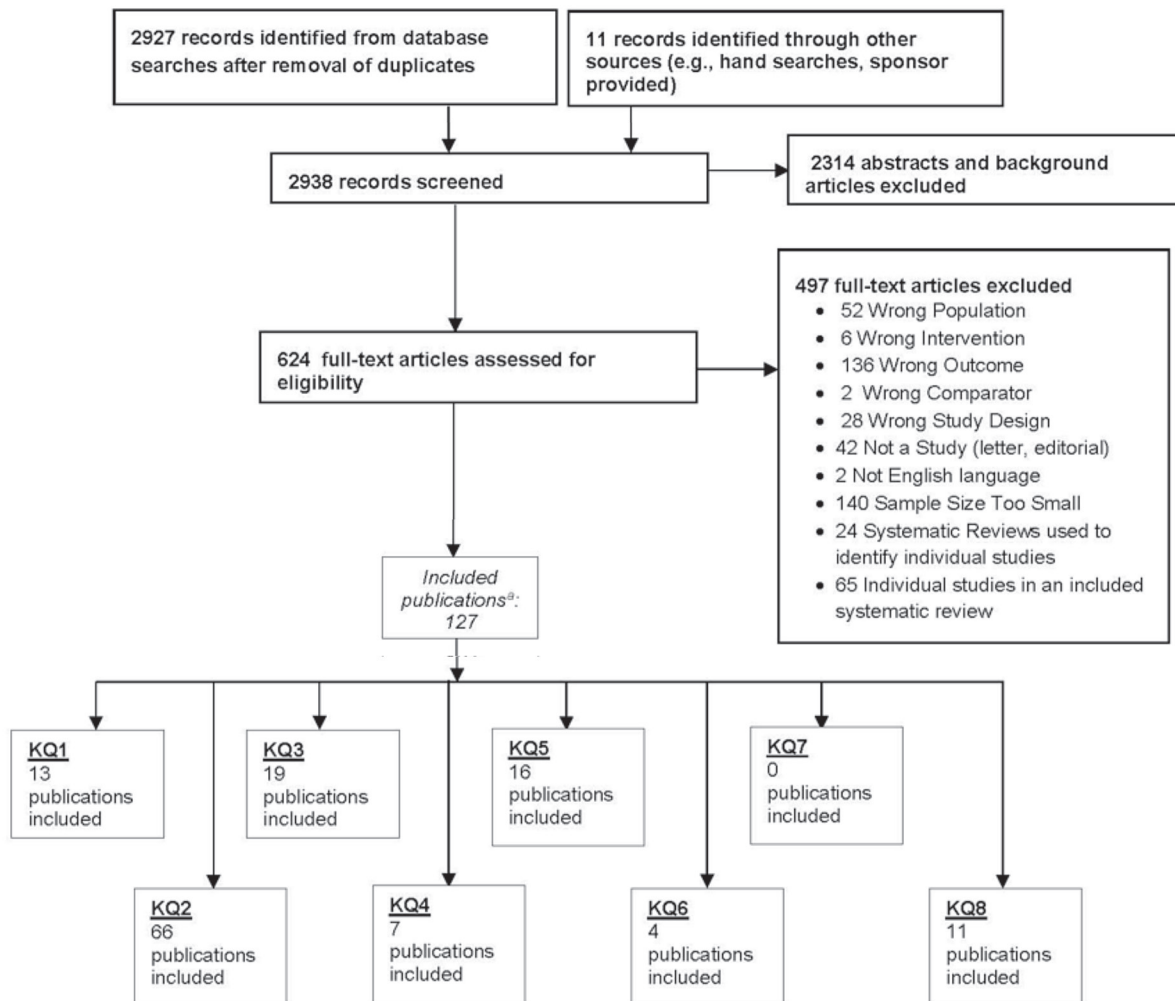 2927 records identified from database
searches after removal of duplicates
11 records identified through other
sources (e.g., hand searches, sponsor
provided)
2938 records screened
2314 abstracts and background
articles excluded
624 full-text articles assessed for
eligibility
497 full-text articles excluded
• 52 Wrong Population
• 6 Wrong Intervention
• 136 Wrong Outcome
• 2 Wrong Comparator
• 28 Wrong Study Design
• 42 Not a Study (letter, editorial)
• 2 Not English language
• 140 Sample Size Too Small
• 24 Systematic Reviews used to
identify individual studies
• 65 Individual studies in an included
systematic review
Included
publicationsª:
127
KQ1
13
publications
included
KQ3
19
publications
included
KQ5
16
publications
included
KQ7
0
publications
included
KQ2
66
publications
included
KQ4
7
publications
included
KQ6
4
publications
included
KQ8
11
publications
included